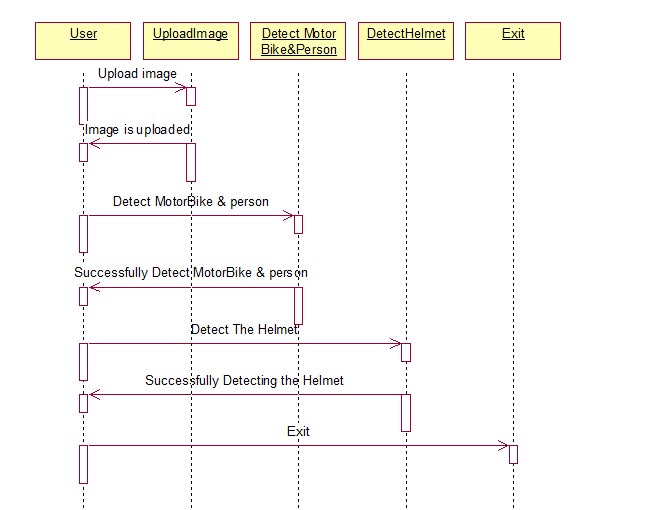 User
UploadImage
Detect Motor
Bike&Person
DetectHelmet
Exit
Upload image
Image is uploaded
Detect MotorBike & person
Successfully Detect MotorBike & person
Detect The Helmet
Successfully Detecting the Helmet
Exit